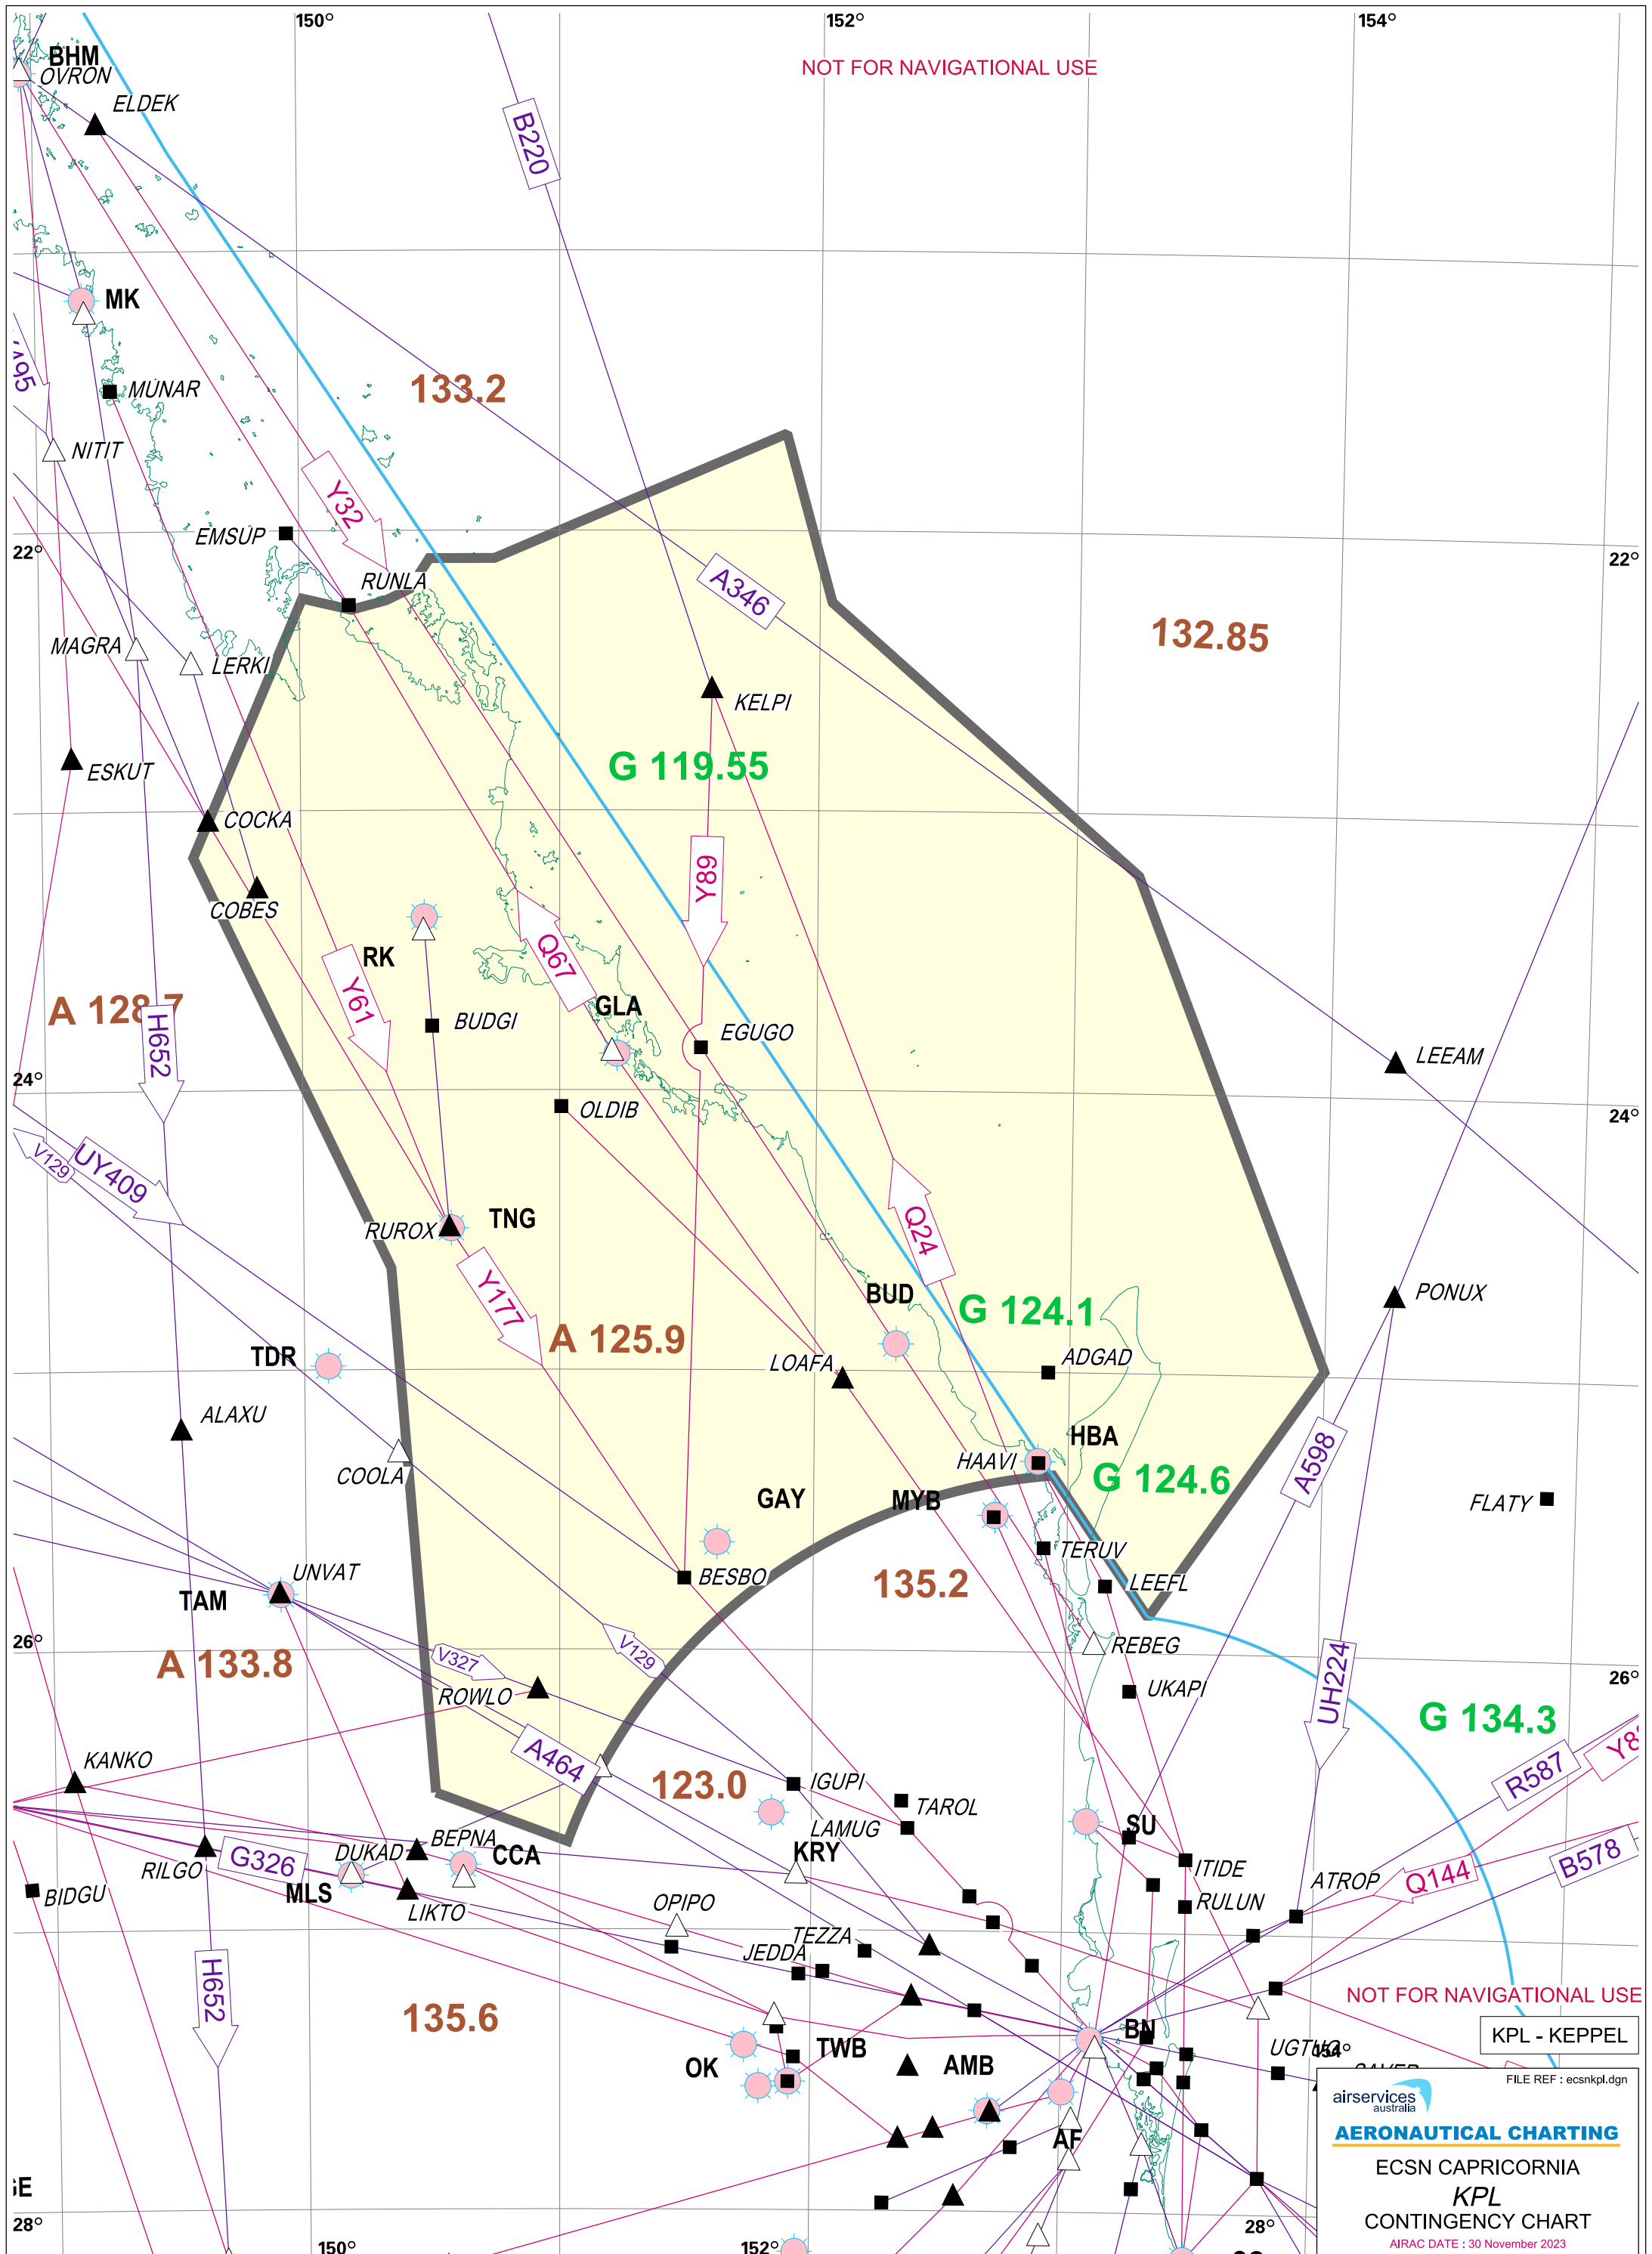 150°
152°
154°
NOT FOR NAVIGATIONAL USE
BHM
OVRON
ELDEK
B220
MK
133.2
MUNAR
NITIT
Y32
EMSUP
22°
22°
RUNLA
A346
132.85
MAGRA
LERKI
KELPI
G 119.55
ESKUT
COCKA
Y89
COBES
RK
Q67
Y61
GLA
A 128.7
H652
BUDGI
EGUGO
LEEAM
24°
24°
OLDIB
V129
UY409
RUROX
TNG
Q24
Y177
BUD
G 124.1
PONUX
A 125.9
TDR
LOAFA
ADGAD
ALAXU
HBA
COOLA
HAAVI
A598
G 124.6
GAY
MYB
FLATY
TERUV
UNVAT
BESBO
135.2
LEEFL
TAM
V129
REBEG
A 133.8
V327
26°
26°
ROWLO
UKAPI
UH224
G 134.3
A464
KANKO
123.0
IGUPI
R587
TAROL
LAMUG
SU
BEPNA
DUKAD
CCA
KRY
B578
RILGO
G326
ITIDE
ATROP
Q144
BIDGU
MLS
LIKTO
OPIPO
RULUN
TEZZA
JEDDA
H652
135.6
NOT FOR NAVIGATIONAL USE
BN
KPL - KEPPEL
TWB
OK
AMB
154°
FILE REF : ecsnkpl.dgn
airservices
australia
AERONAUTICAL CHARTING
AF
ECSN CAPRICORNIA
KPL
CONTINGENCY CHART
AIRAC DATE : 30 November 2023
28°
28°
150°
152°